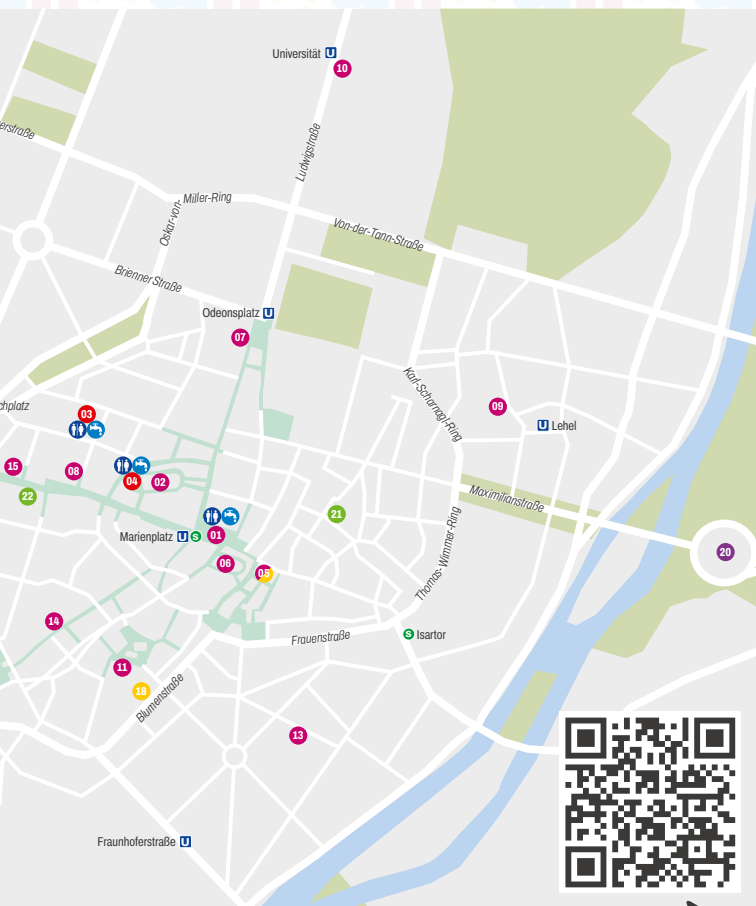 Universität U
10
Ludwigstraße
erstraße
Oskar-von-Miller-Ring
Von-der-Tann-Straße
Brienner Straße
Odeonsplatz U
07
chplatz
03
Karl-Scharnagl-Ring
09
U Lehel
15
08
04
02
22
Maximilianstraße
21
Marienplatz U S
01
20
06
05
Thomas-Wimmer-Ring
14
Frauenstraße
S Isartor
11
18
Blumenstraße
13
Fraunhoferstraße U